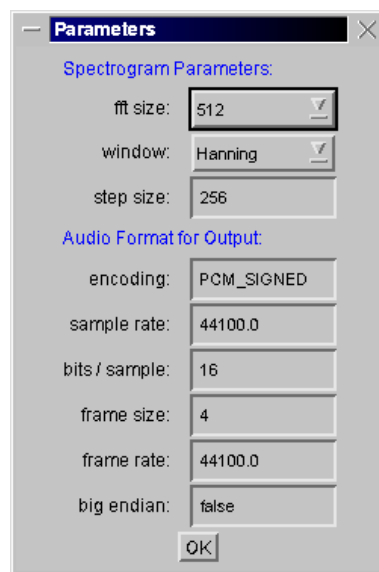 Parameters
Spectrogram Parameters:
fft size: 512
window: Hanning
step size: 256
Audio Format for Output:
encoding: PCM_SIGNED
sample rate: 44100.0
bits / sample: 16
frame size: 4
frame rate: 44100.0
big endian: false
OK